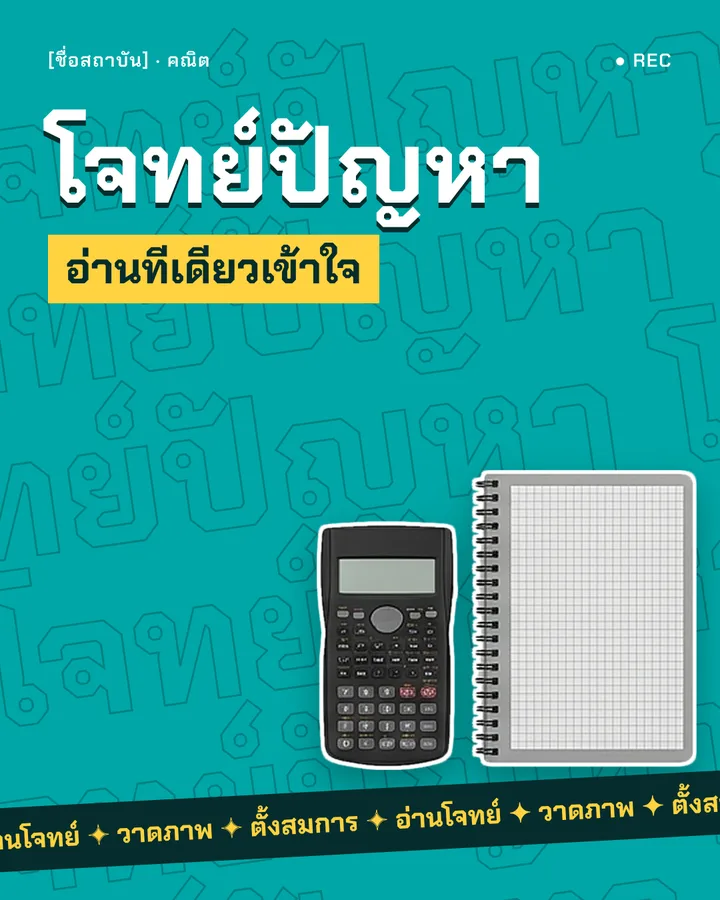 [ชื่อสถาบัน] · คณิต
● REC
โจทย์ปัญหา
อ่านทีเดียวเข้าใจ
านโจทย์ ✦ วาดภาพ ✦ ตั้งสมการ ✦ อ่านโจทย์ ✦ วาดภาพ ✦ ตั้งส